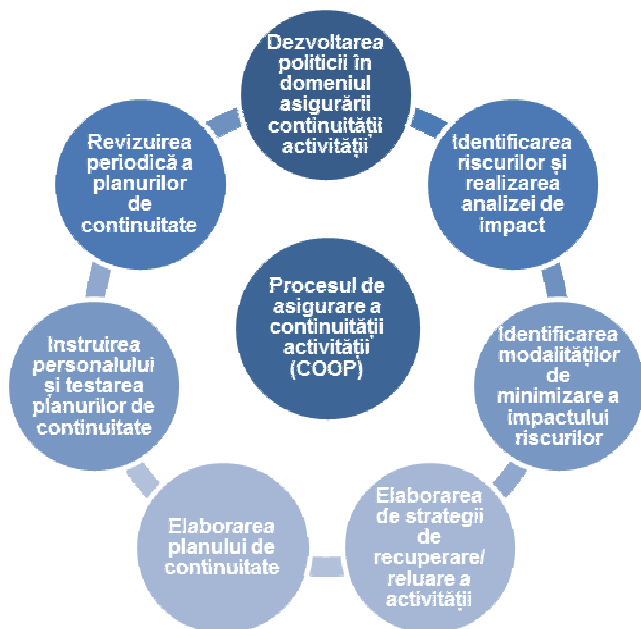 Dezvoltarea
politicii în
domeniul
asigurării
continuității
activității
Identificarea
riscurilor și
realizarea
analizei de
impact
Identificarea
modalităților
de
minimizare a
impactului
riscurilor
Elaborarea
de strategii
de
recuperare/
reluare a
activității
Elaborarea
planului de
continuitate
Instruirea
personalului
și testarea
planurilor de
continuitate
Revizuirea
periodică a
planurilor
de
continuitate
Procesul de
asigurare a
continuității
activității
(COOP)